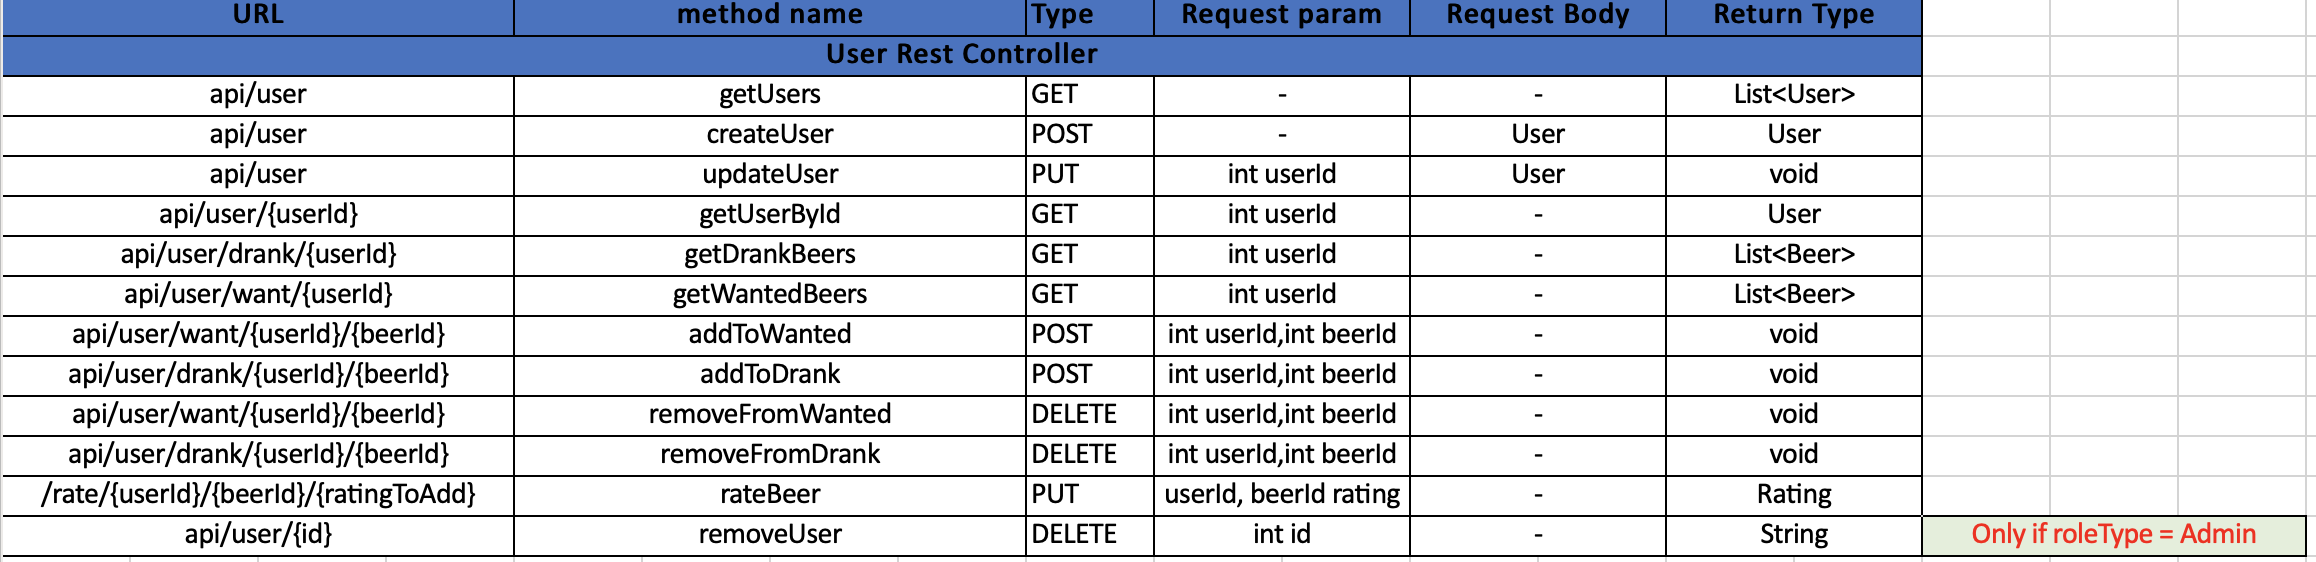 URL method name Type Request param Request Body Return Type
User Rest Controller
api/user getUsers GET - - List<User>
api/user createUser POST - User User
api/user updateUser PUT int userId User void
api/user/{userId} getUserById GET int userId - User
api/user/drank/{userId} getDrankBeers GET int userId - List<Beer>
api/user/want/{userId} getWantedBeers GET int userId - List<Beer>
api/user/want/{userId}/{beerId} addToWanted POST int userId,int beerId - void
api/user/drank/{userId}/{beerId} addToDrank POST int userId,int beerId - void
api/user/want/{userId}/{beerId} removeFromWanted DELETE int userId,int beerId - void
api/user/drank/{userId}/{beerId} removeFromDrank DELETE int userId,int beerId - void
/rate/{userId}/{beerId}/{ratingToAdd} rateBeer PUT userId, beerId rating - Rating
api/user/{id} removeUser DELETE int id - String Only if roleType = Admin